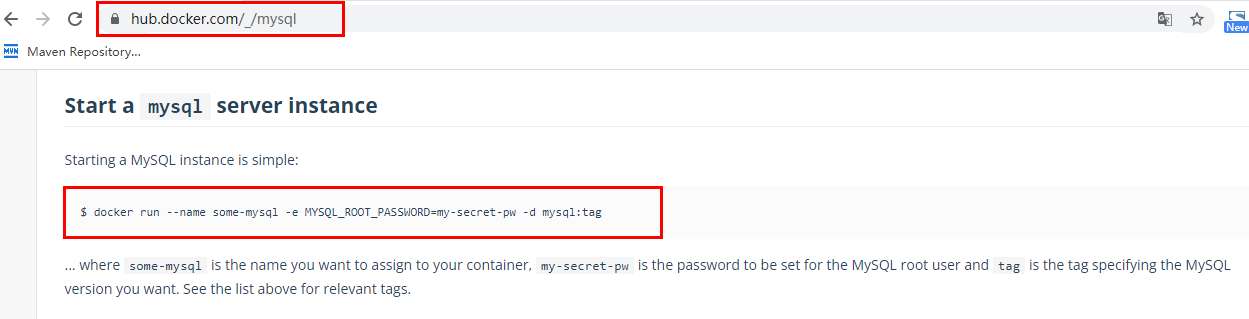 hub.docker.com/_/mysql
New
MVN Maven Repository...
Start a mysql server instance
Starting a MySQL instance is simple:
$ docker run --name some-mysql -e MYSQL_ROOT_PASSWORD=my-secret-pw -d mysql:tag
... where some-mysql is the name you want to assign to your container, my-secret-pw is the password to be set for the MySQL root user and tag is the tag specifying the MySQL
version you want. See the list above for relevant tags.